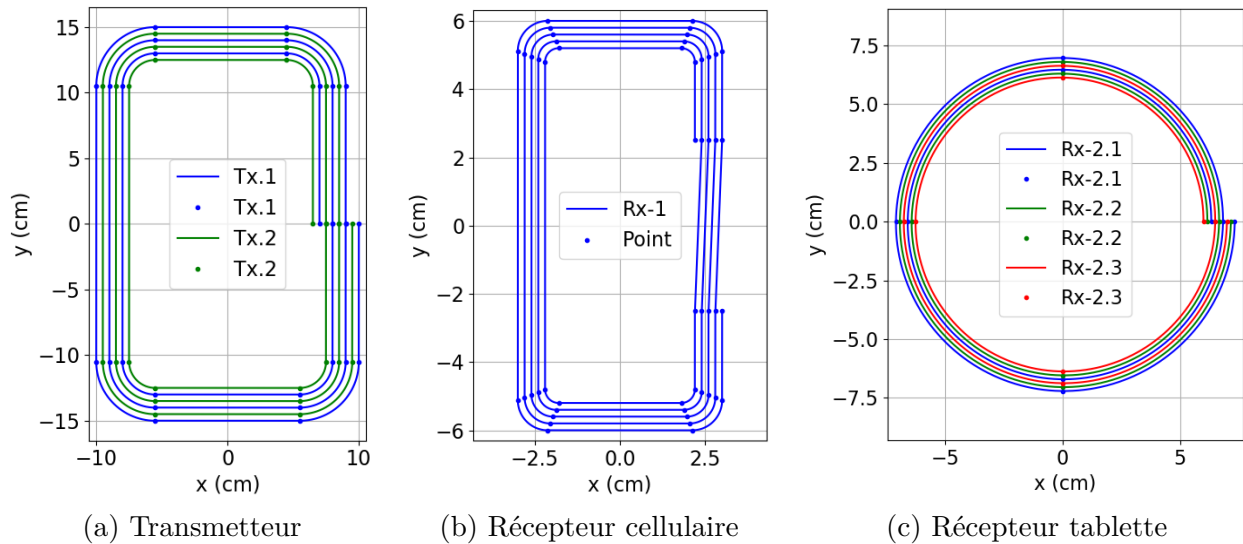 15
10
5
0
−5
−10
−15
y (cm)
−10
0
10
x (cm)
Tx.1
Tx.1
Tx.2
Tx.2
(a) Transmetteur
6
4
2
0
−2
−4
−6
y (cm)
−2.5
0.0
2.5
x (cm)
Rx-1
Point
(b) Récepteur cellulaire
7.5
5.0
2.5
0.0
−2.5
−5.0
−7.5
y (cm)
−5
0
5
x (cm)
Rx-2.1
Rx-2.1
Rx-2.2
Rx-2.2
Rx-2.3
Rx-2.3
(c) Récepteur tablette